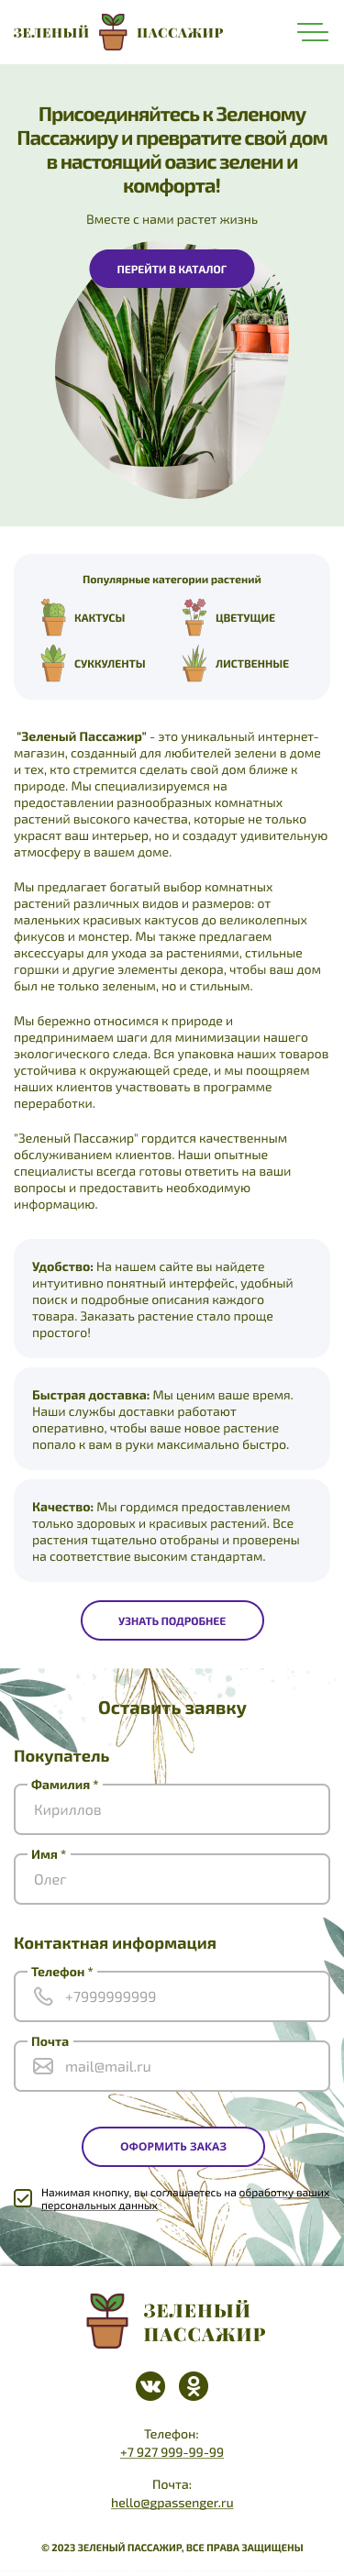 ЗЕЛЕНЫЙ ПАССАЖИР
Присоединяйтесь к Зеленому
Пассажиру и превратите свой дом
в настоящий оазис зелени и
комфорта!
Вместе с нами растет жизнь
ПЕРЕЙТИ В КАТАЛОГ
Популярные категории растений
КАКТУСЫ
ЦВЕТУЩИЕ
СУККУЛЕНТЫ
ЛИСТВЕННЫЕ
"Зеленый Пассажир" - это уникальный интернет-
магазин, созданный для любителей зелени в доме
и тех, кто стремится сделать свой дом ближе к
природе. Мы специализируемся на
предоставлении разнообразных комнатных
растений высокого качества, которые не только
украсят ваш интерьер, но и создадут удивительную
атмосферу в вашем доме.
Мы предлагает богатый выбор комнатных
растений различных видов и размеров: от
маленьких красивых кактусов до великолепных
фикусов и монстер. Мы также предлагаем
аксессуары для ухода за растениями, стильные
горшки и другие элементы декора, чтобы ваш дом
был не только зеленым, но и стильным.
Мы бережно относимся к природе и
предпринимаем шаги для минимизации нашего
экологического следа. Вся упаковка наших товаров
устойчива к окружающей среде, и мы поощряем
наших клиентов участвовать в программе
переработки.
"Зеленый Пассажир" гордится качественным
обслуживанием клиентов. Наши опытные
специалисты всегда готовы ответить на ваши
вопросы и предоставить необходимую
информацию.
Удобство: На нашем сайте вы найдете
интуитивно понятный интерфейс, удобный
поиск и подробные описания каждого
товара. Заказать растение стало проще
простого!
Быстрая доставка: Мы ценим ваше время.
Наши службы доставки работают
оперативно, чтобы ваше новое растение
попало к вам в руки максимально быстро.
Качество: Мы гордимся предоставлением
только здоровых и красивых растений. Все
растения тщательно отобраны и проверены
на соответствие высоким стандартам.
УЗНАТЬ ПОДРОБНЕЕ
Оставить заявку
Покупатель
Фамилия *
Кириллов
Имя *
Олег
Контактная информация
Телефон *
+7999999999
Почта
mail@mail.ru
ОФОРМИТЬ ЗАКАЗ
Нажимая кнопку, вы соглашаетесь на обработку ваших
персональных данных
ЗЕЛЕНЫЙ
ПАССАЖИР
Телефон:
+7 927 999-99-99
Почта:
hello@gpassenger.ru
© 2023 ЗЕЛЕНЫЙ ПАССАЖИР, ВСЕ ПРАВА ЗАЩИЩЕНЫ